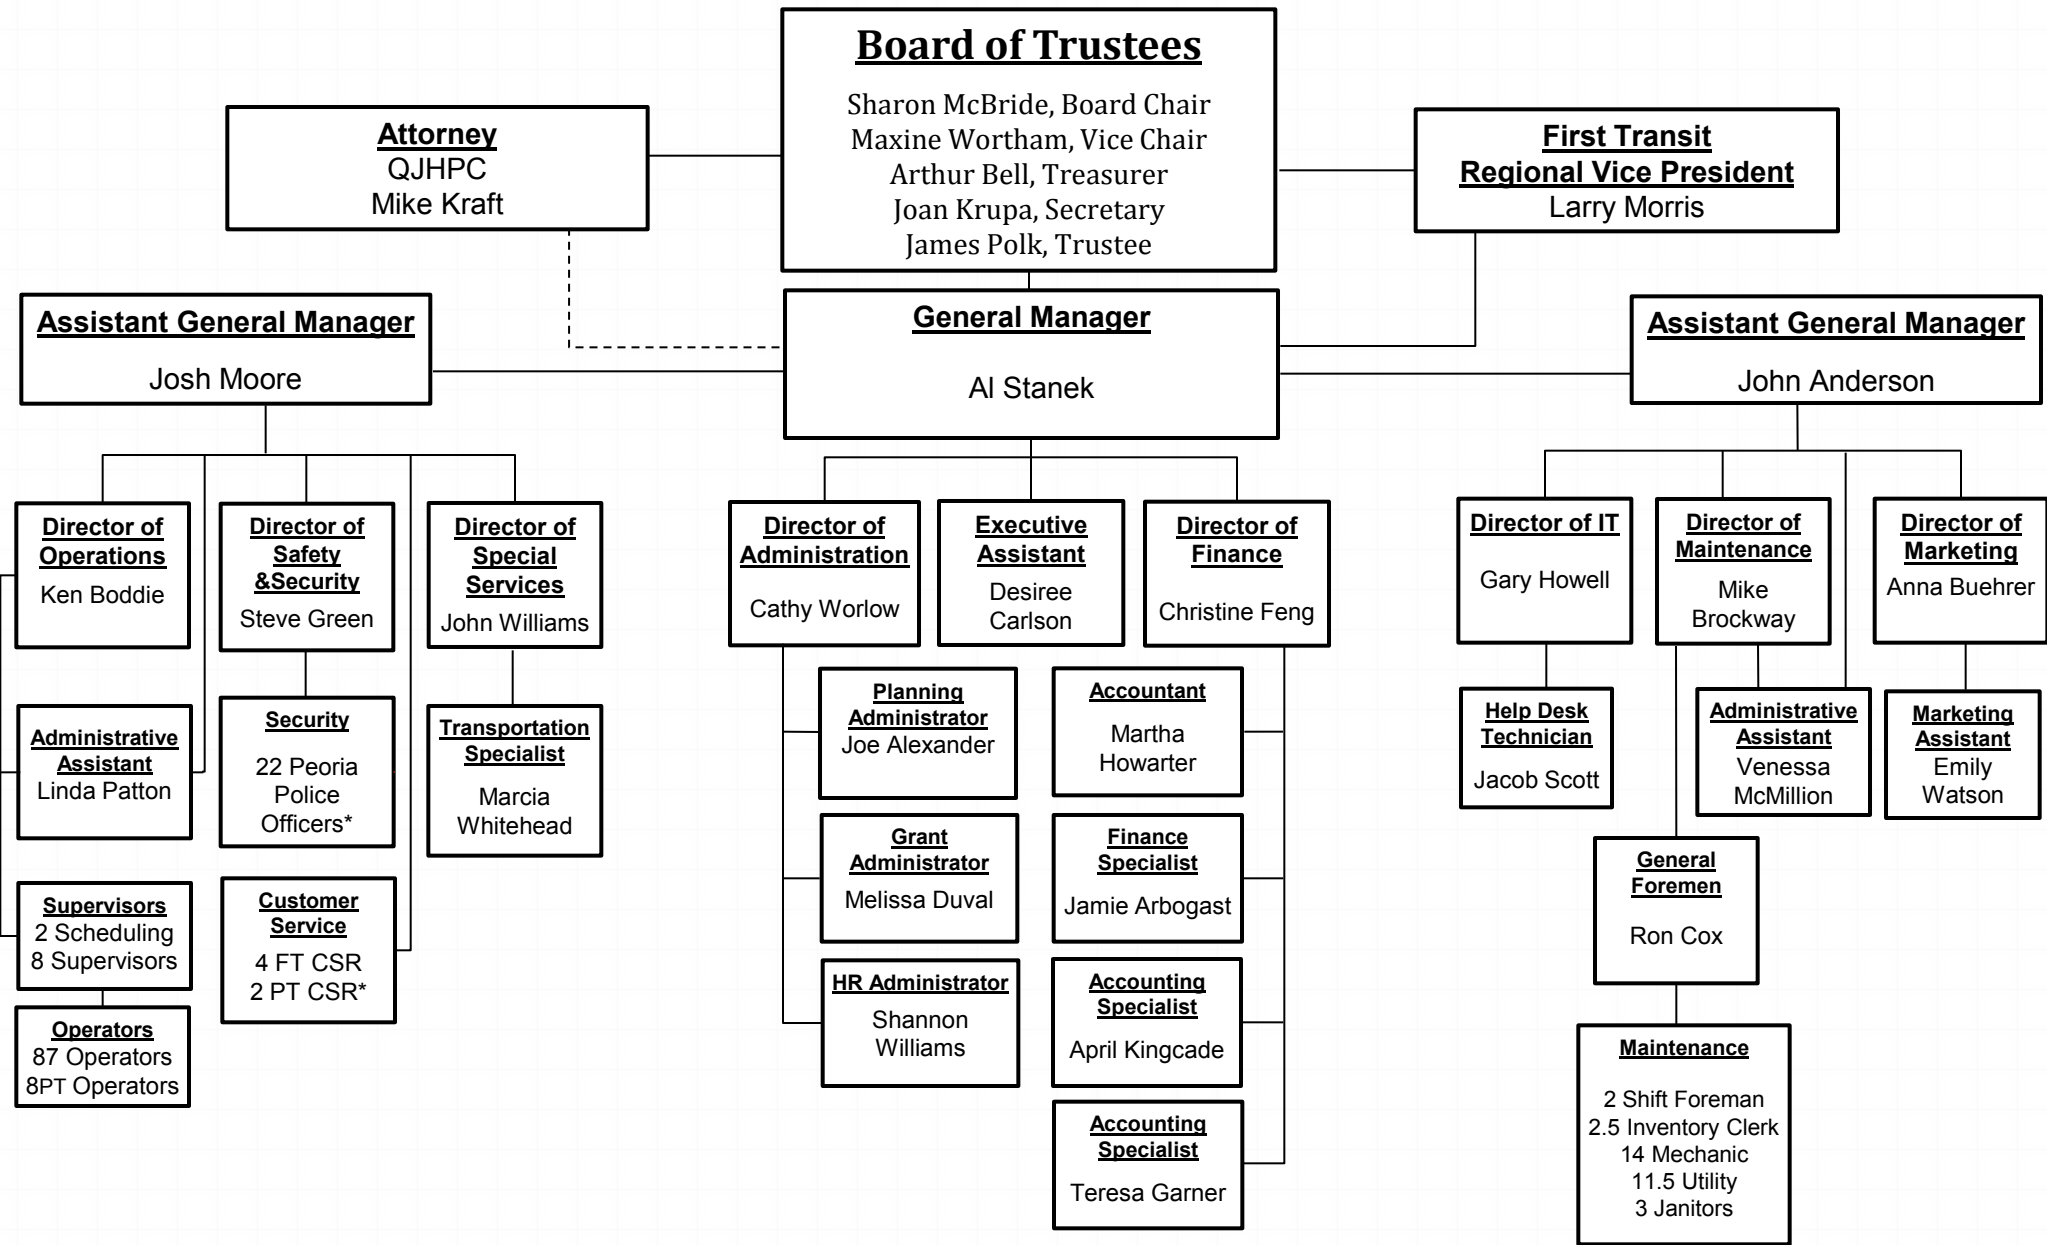 Board of Trustees
Sharon McBride, Board Chair
Maxine Wortham, Vice Chair
Arthur Bell, Treasurer
Joan Krupa, Secretary
James Polk, Trustee
Attorney
QJHPC
Mike Kraft
First Transit
Regional Vice President
Larry Morris
Assistant General Manager
Josh Moore
General Manager
Al Stanek
Assistant General Manager
John Anderson
Director of
Operations
Ken Boddie
Director of
Safety
&Security
Steve Green
Director of
Special
Services
John Williams
Director of
Administration
Cathy Worlow
Executive
Assistant
Desiree
Carlson
Director of
Finance
Christine Feng
Director of IT
Gary Howell
Director of
Maintenance
Mike
Brockway
Director of
Marketing
Anna Buehrer
Administrative
Assistant
Linda Patton
Security
22 Peoria
Police
Officers*
Transportation
Specialist
Marcia
Whitehead
Planning
Administrator
Joe Alexander
Accountant
Martha
Howarter
Help Desk
Technician
Jacob Scott
Administrative
Assistant
Venessa
McMillion
Marketing
Assistant
Emily
Watson
Supervisors
2 Scheduling
8 Supervisors
Customer
Service
4 FT CSR
2 PT CSR*
Grant
Administrator
Melissa Duval
Finance
Specialist
Jamie Arbogast
General
Foremen
Ron Cox
Operators
87 Operators
8PT Operators
HR Administrator
Shannon
Williams
Accounting
Specialist
April Kingcade
Maintenance
2 Shift Foreman
2.5 Inventory Clerk
14 Mechanic
11.5 Utility
3 Janitors
Accounting
Specialist
Teresa Garner